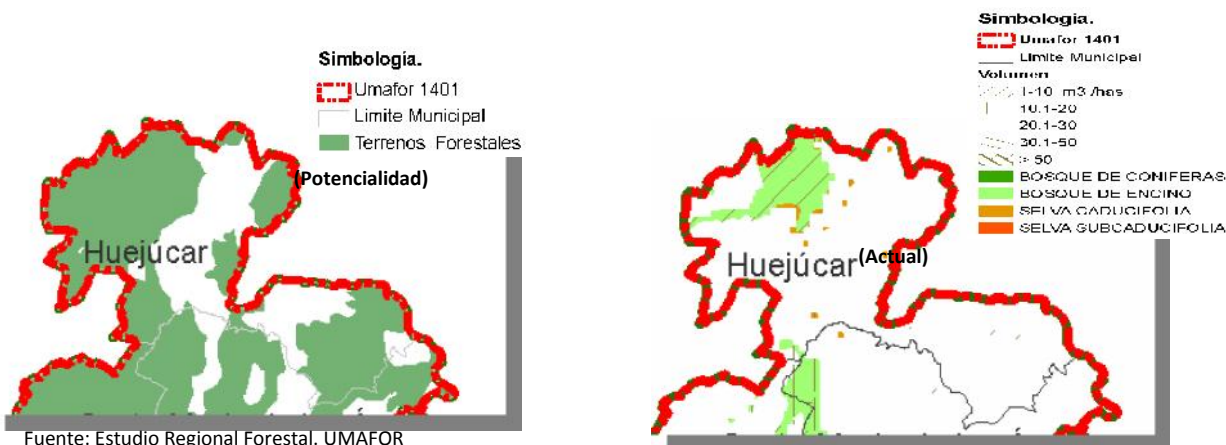 Simbología.
Umafor 1401
Limite Municipal
Terrenos Forestales
(Potencialidad)
Huejúcar
Simbología.
Umafor 1401
Limite Municipal
Volumen
1-10 m3/has
10.1-20
20.1-30
30.1-50
> 50
BOSQUE DE CONIFERAS
BOSQUE DE ENCINO
SELVA CADUCIFOLIA
SELVA SUBCADUCIFOLIA
Huejúcar (Actual)
Fuente: Estudio Regional Forestal. UMAFOR